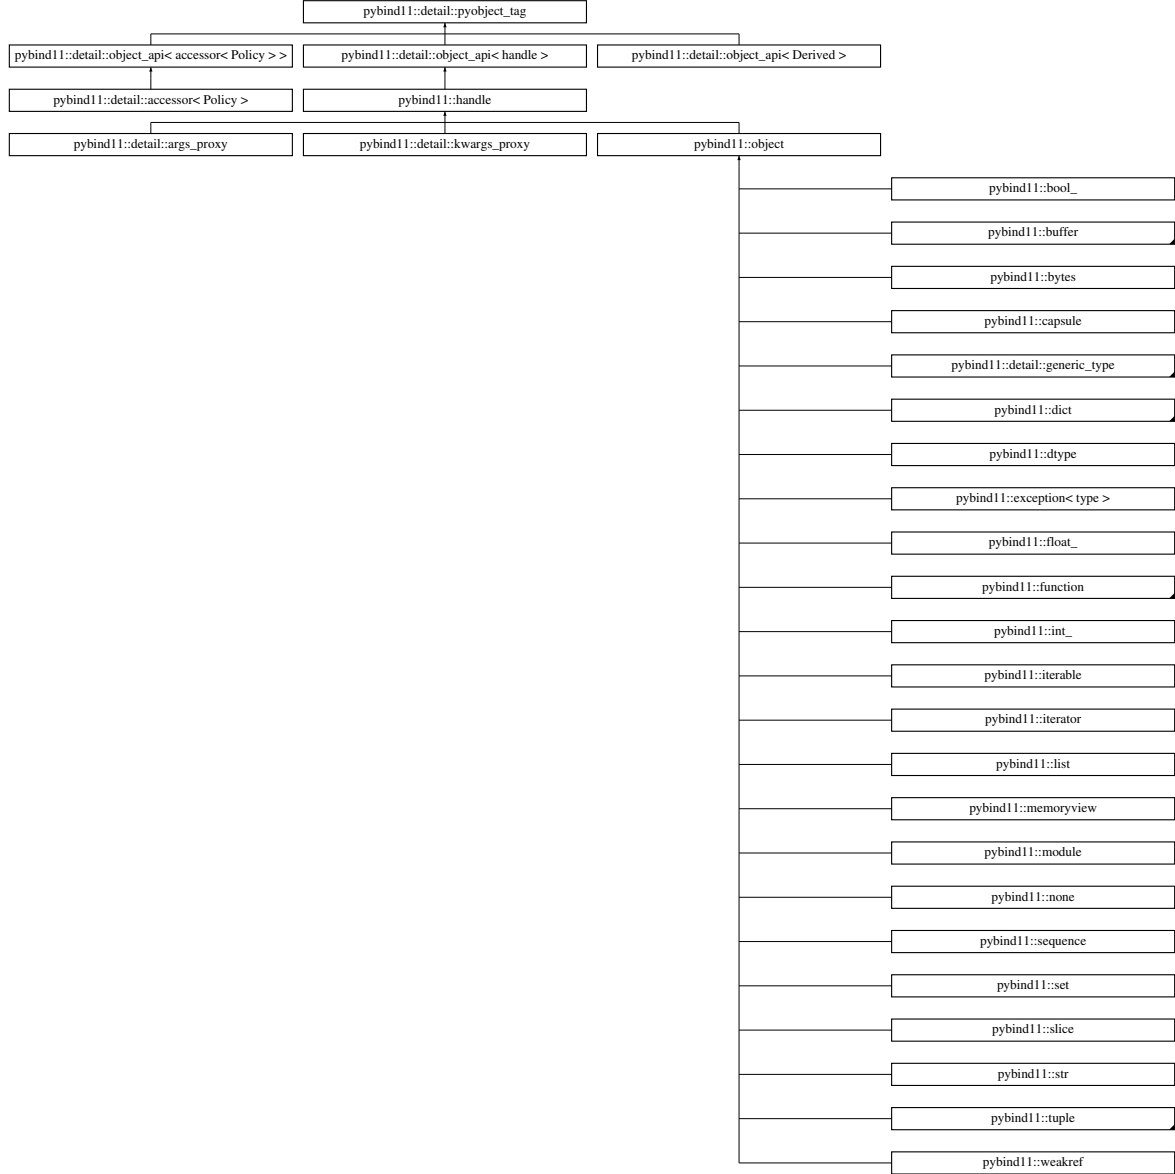 pybind11::detail::pyobject_tag
pybind11::detail::object_api< accessor< Policy > >
pybind11::detail::object_api< handle >
pybind11::detail::object_api< Derived >
pybind11::detail::accessor< Policy >
pybind11::handle
pybind11::detail::args_proxy
pybind11::detail::kwargs_proxy
pybind11::object
pybind11::bool_
pybind11::buffer
pybind11::bytes
pybind11::capsule
pybind11::detail::generic_type
pybind11::dict
pybind11::dtype
pybind11::exception< type >
pybind11::float_
pybind11::function
pybind11::int_
pybind11::iterable
pybind11::iterator
pybind11::list
pybind11::memoryview
pybind11::module
pybind11::none
pybind11::sequence
pybind11::set
pybind11::slice
pybind11::str
pybind11::tuple
pybind11::weakref